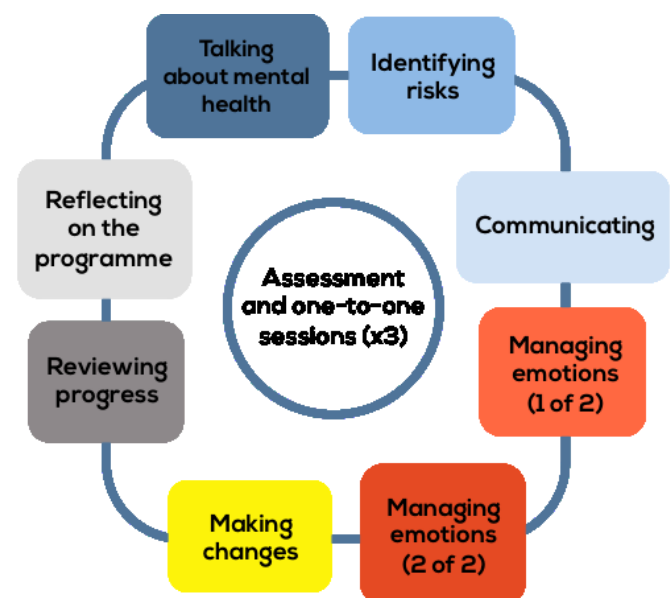 Talking
about mental
health
Identifying
risks
Communicating
Managing
emotions
(1 of 2)
Managing
emotions
(2 of 2)
Making
changes
Reviewing
progress
Reflecting
on the
programme
Assessment
and one-to-one
sessions (x3)